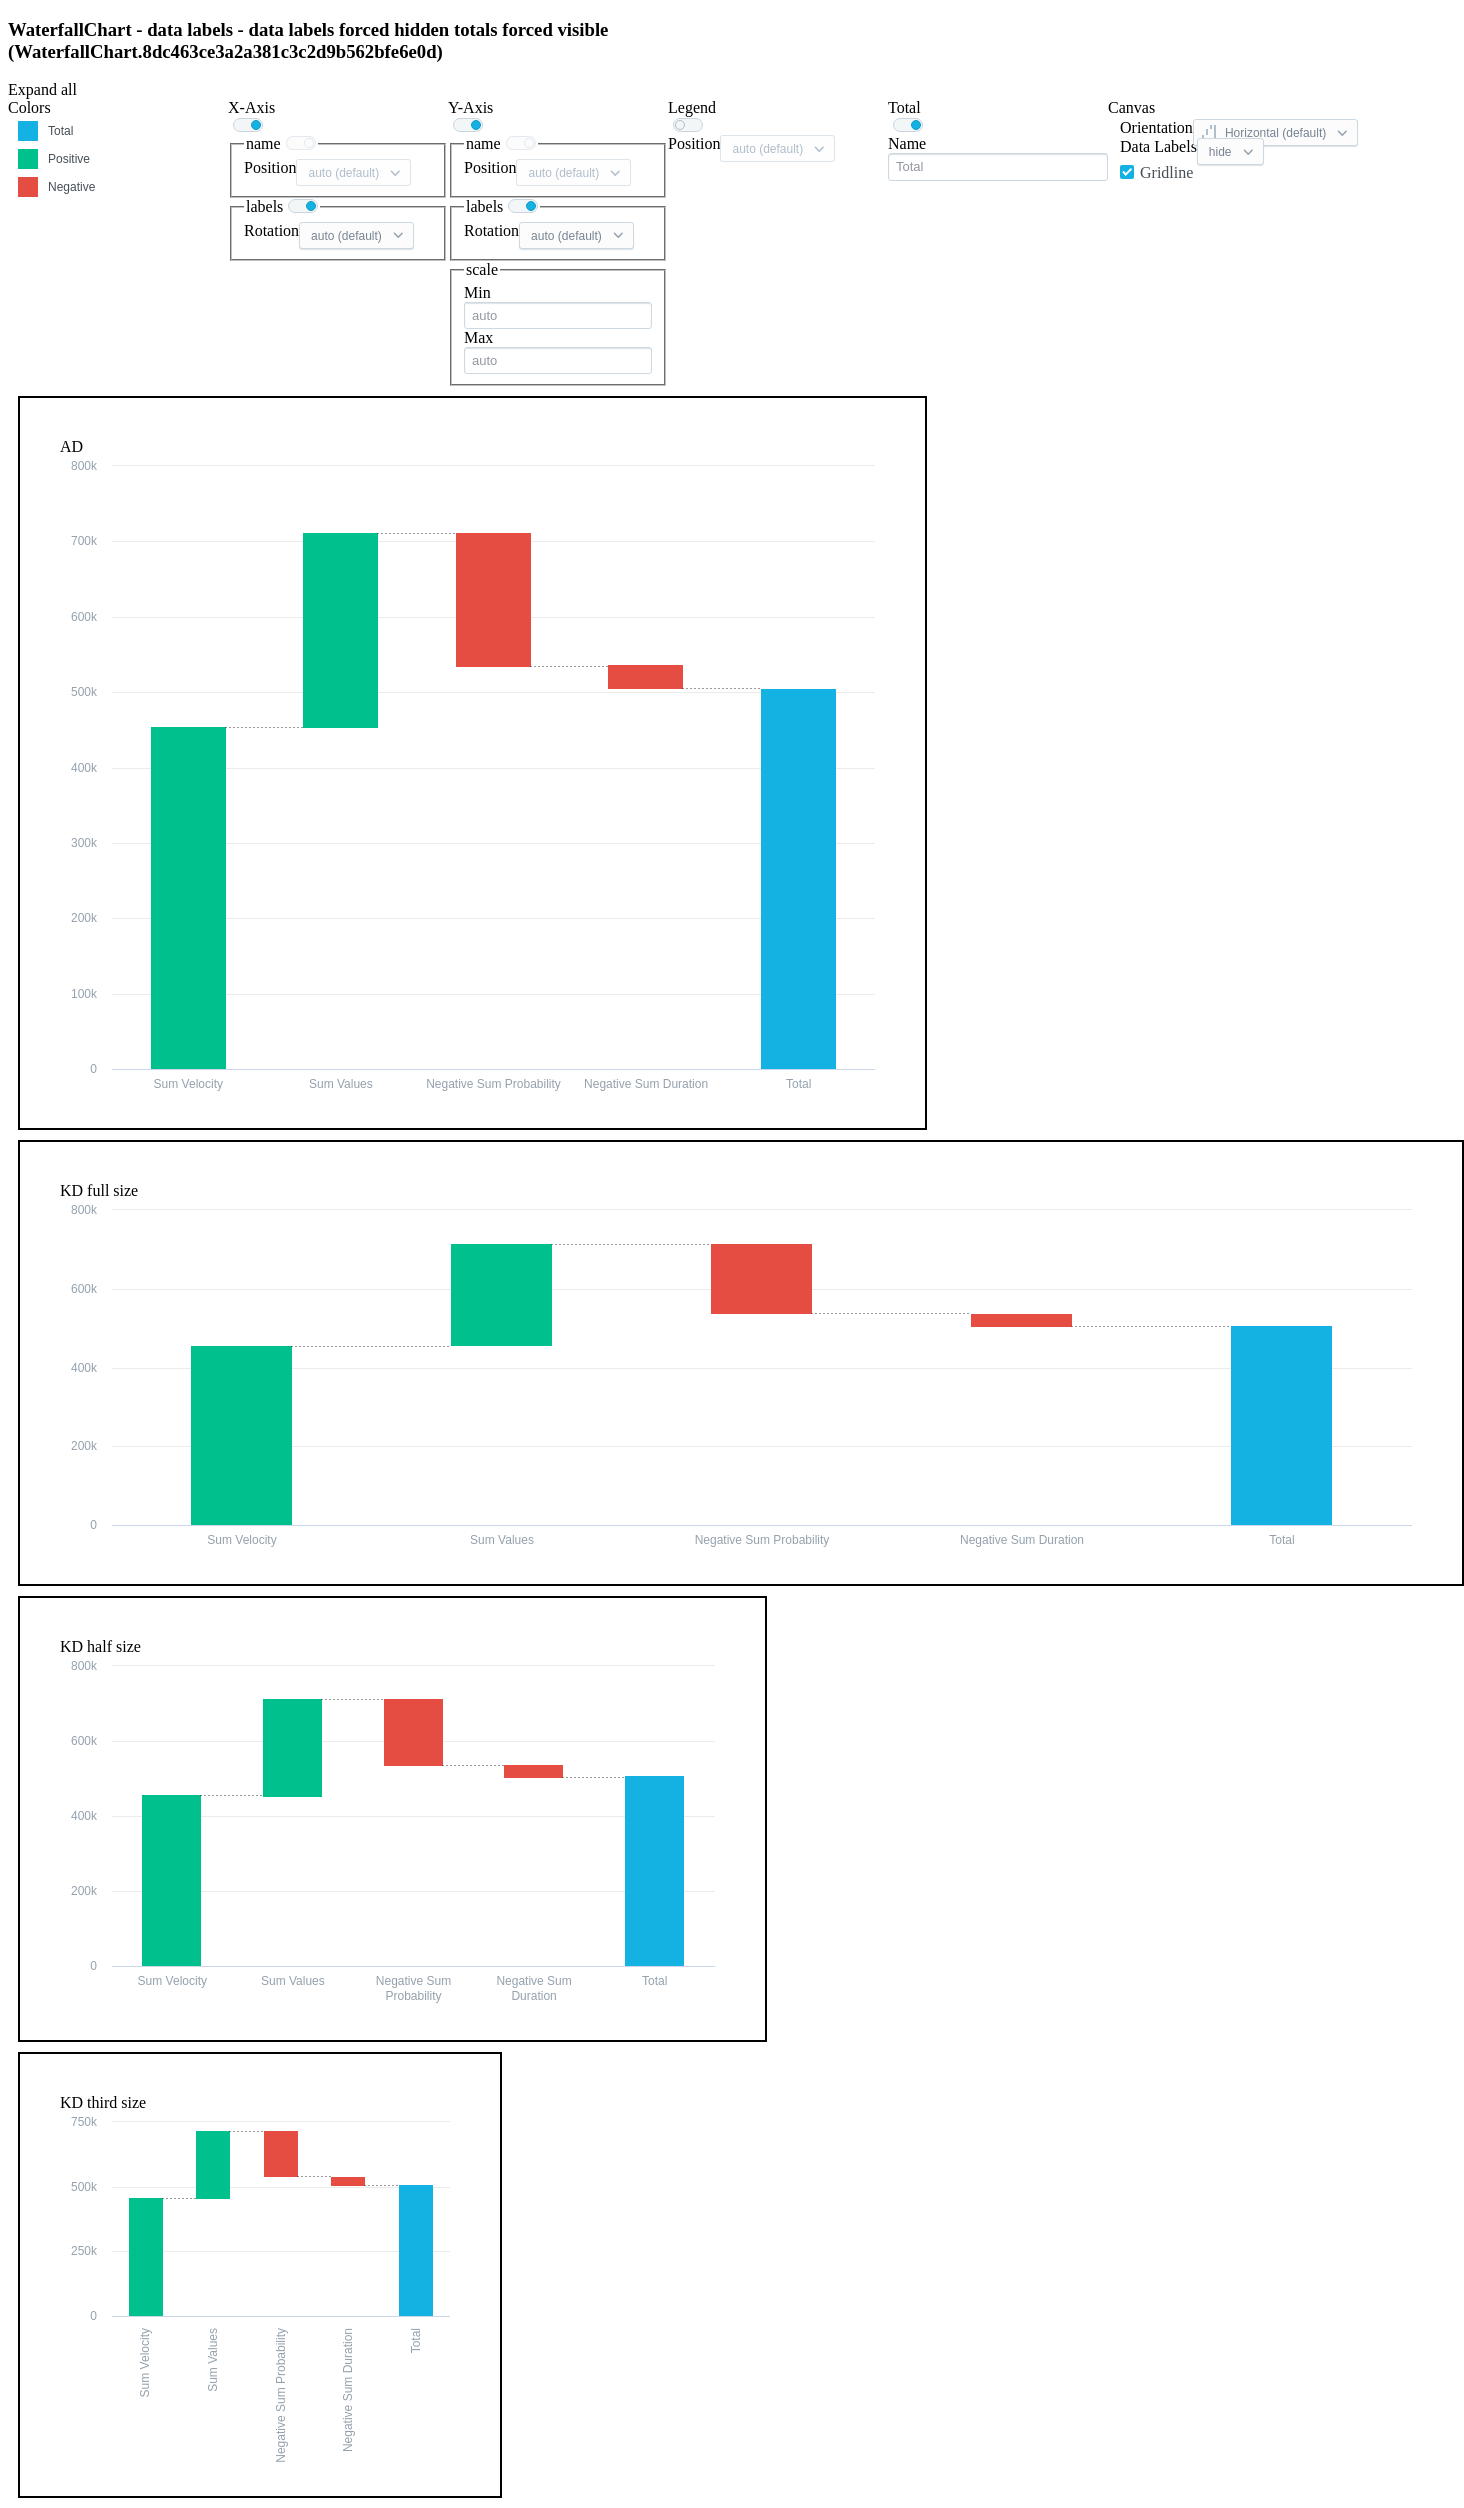 WaterfallChart - data labels - data labels forced hidden totals forced visible
(WaterfallChart.8dc463ce3a2a381c3c2d9b562bfe6e0d)
Expand all
Colors
Total
Positive
Negative
X-Axis
name
Position auto (default)
labels
Rotation auto (default)
Y-Axis
name
Position auto (default)
labels
Rotation auto (default)
scale
Min
auto
Max
auto
Legend
Position auto (default)
Total
Name
Total
Canvas
Orientation Horizontal (default)
Data Labels hide
Gridline
AD
800k
700k
600k
500k
400k
300k
200k
100k
0
Sum Velocity Sum Values Negative Sum Probability Negative Sum Duration Total
KD full size
800k
600k
400k
200k
0
Sum Velocity Sum Values Negative Sum Probability Negative Sum Duration Total
KD half size
800k
600k
400k
200k
0
Sum Velocity Sum Values Negative Sum Negative Sum Total
Probability Duration
KD third size
750k
500k
250k
0
Sum Velocity
Sum Values
Negative Sum Probability
Negative Sum Duration
Total